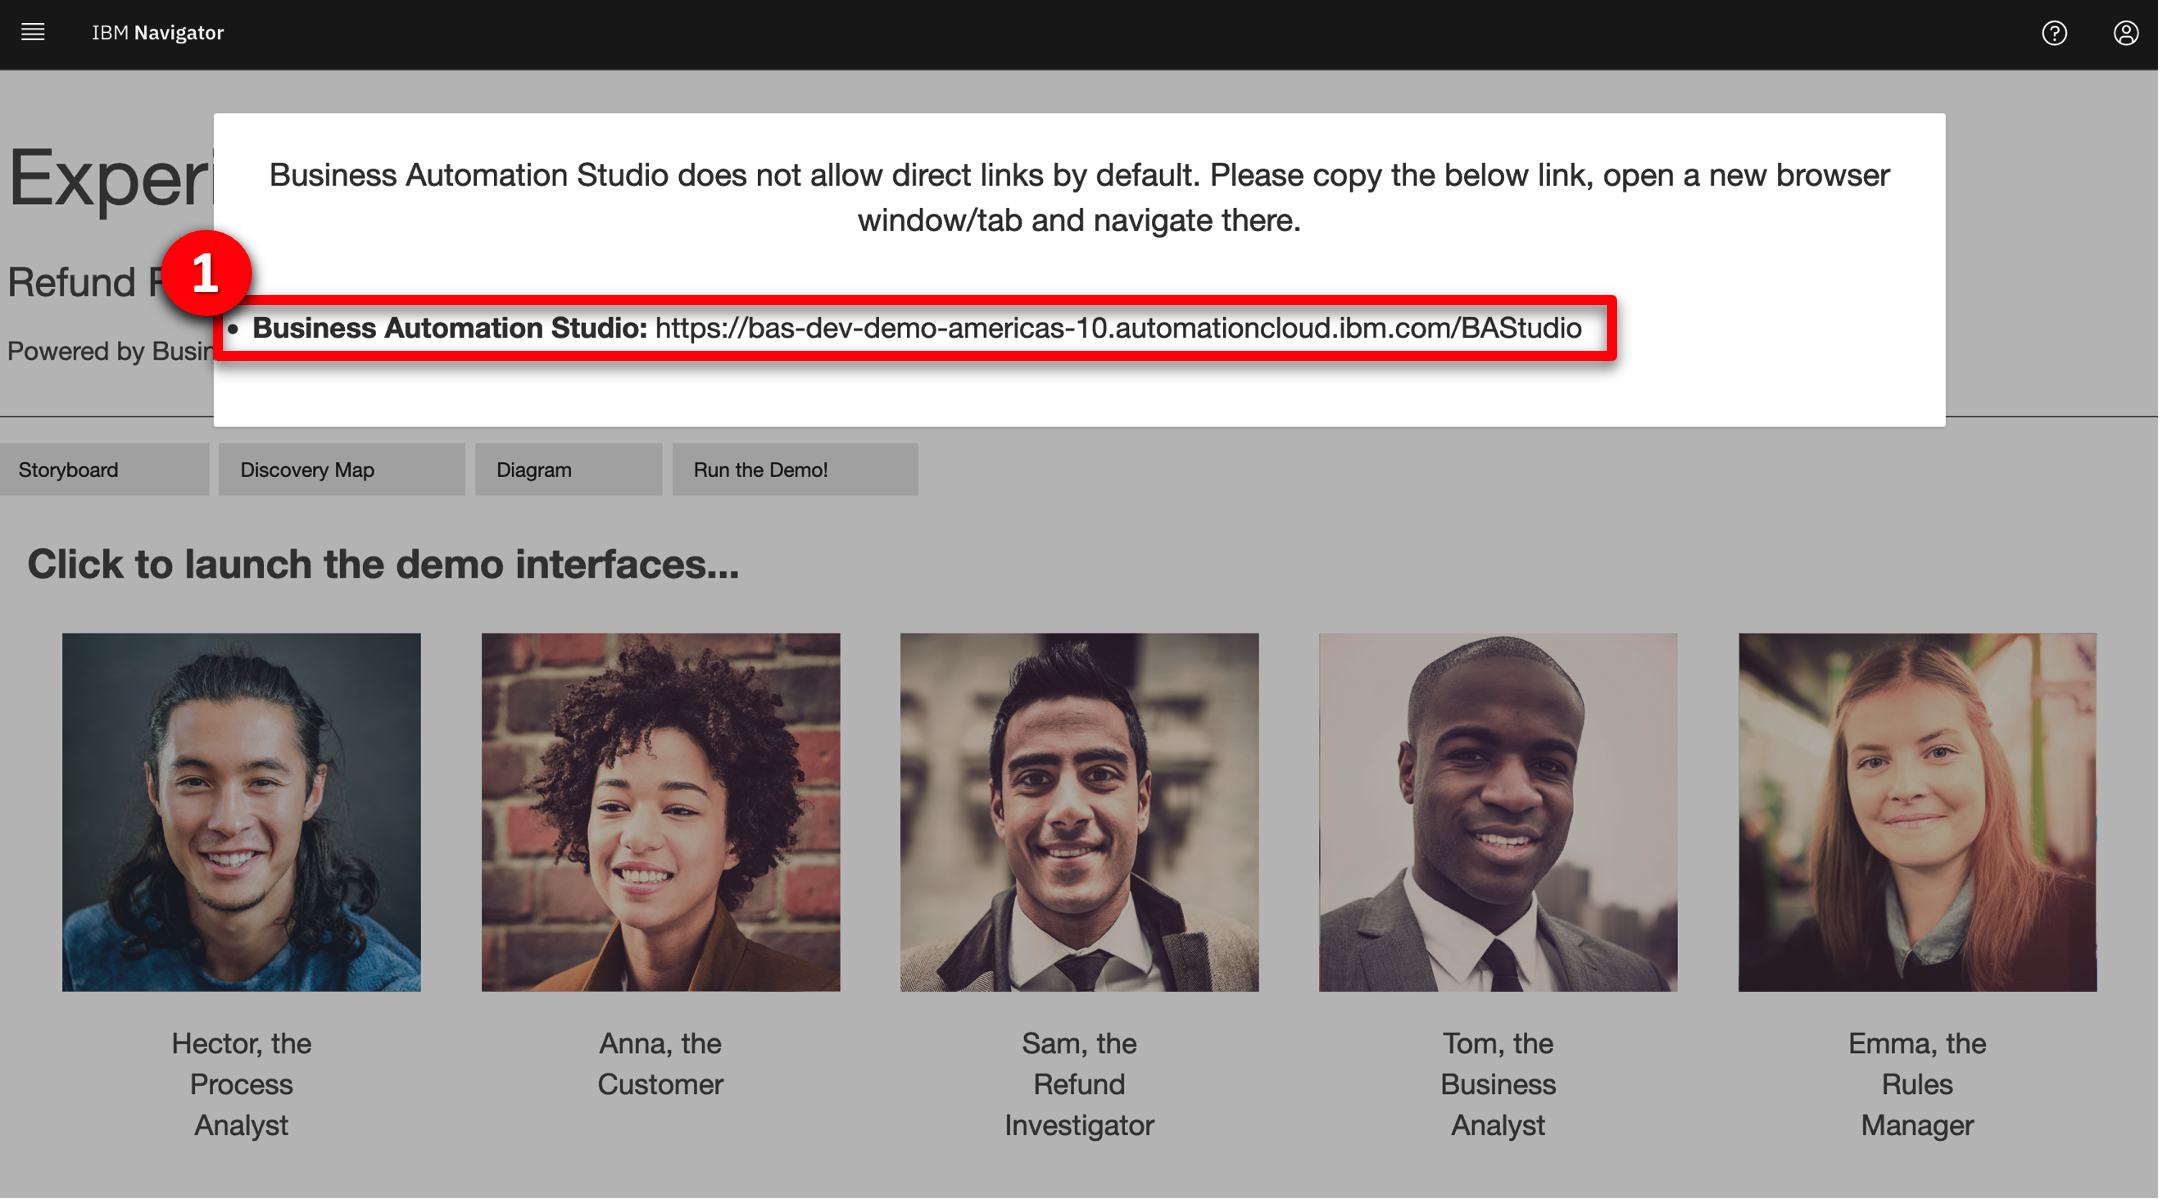 IBM Navigator
Business Automation Studio does not allow direct links by default. Please copy the below link, open a new browser
window/tab and navigate there.
Experi
Refund
1
• Business Automation Studio: https://bas-dev-demo-americas-10.automationcloud.ibm.com/BAStudio
Powered by Busin
Storyboard
Discovery Map
Diagram
Run the Demo!
Click to launch the demo interfaces...
Hector, the
Process
Analyst
Anna, the
Customer
Sam, the
Refund
Investigator
Tom, the
Business
Analyst
Emma, the
Rules
Manager